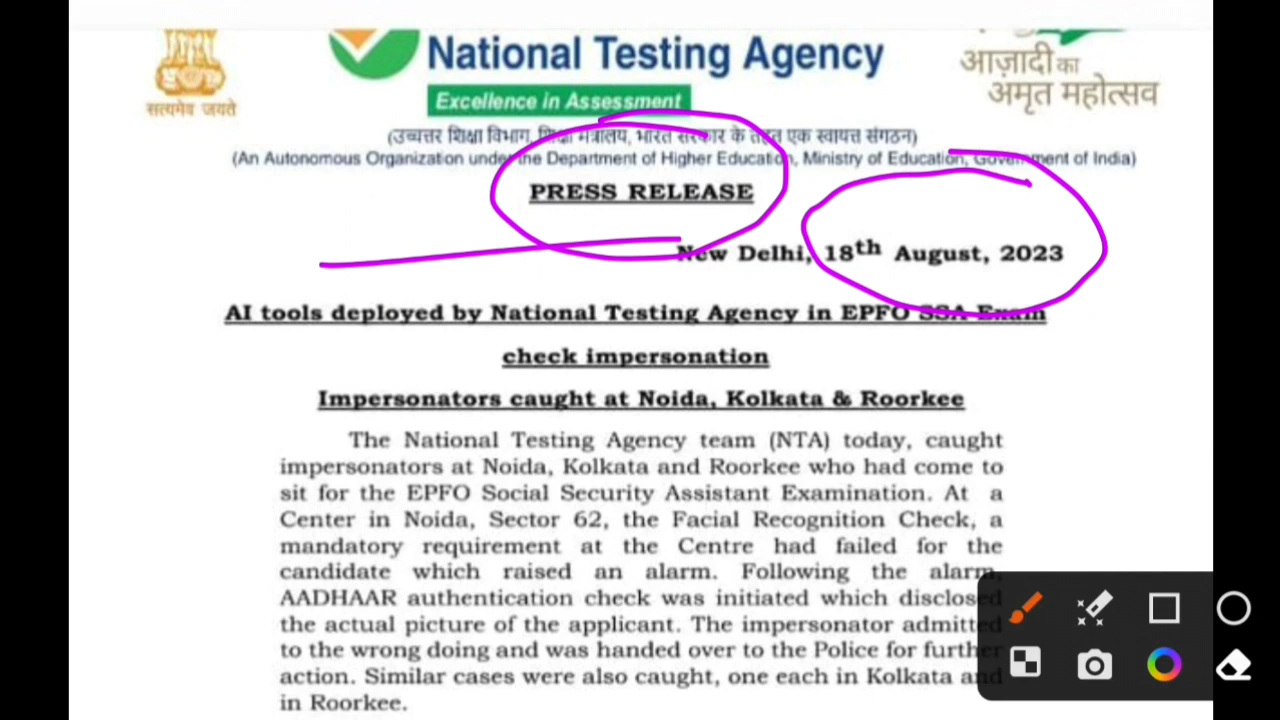 National Testing Agency
Excellence in Assessment
सत्यमेव जयते
आज़ादी का
अमृत महोत्सव
(उच्चत्तर शिक्षा विभाग, शिक्षा मंत्रालय, भारत सरकार के तहत एक स्वायत्त संगठन)
(An Autonomous Organization under the Department of Higher Education, Ministry of Education, Government of India)
PRESS RELEASE
New Delhi, 18th August, 2023
AI tools deployed by National Testing Agency in EPFO SSA Exam
check impersonation
Impersonators caught at Noida, Kolkata & Roorkee
The National Testing Agency team (NTA) today, caught
impersonators at Noida, Kolkata and Roorkee who had come to
sit for the EPFO Social Security Assistant Examination. At a
Center in Noida, Sector 62, the Facial Recognition Check, a
mandatory requirement at the Centre had failed for the
candidate which raised an alarm. Following the alarm,
AADHAAR authentication check was initiated which disclosed
the actual picture of the applicant. The impersonator admitted
to the wrong doing and was handed over to the Police for further
action. Similar cases were also caught, one each in Kolkata and
in Roorkee.